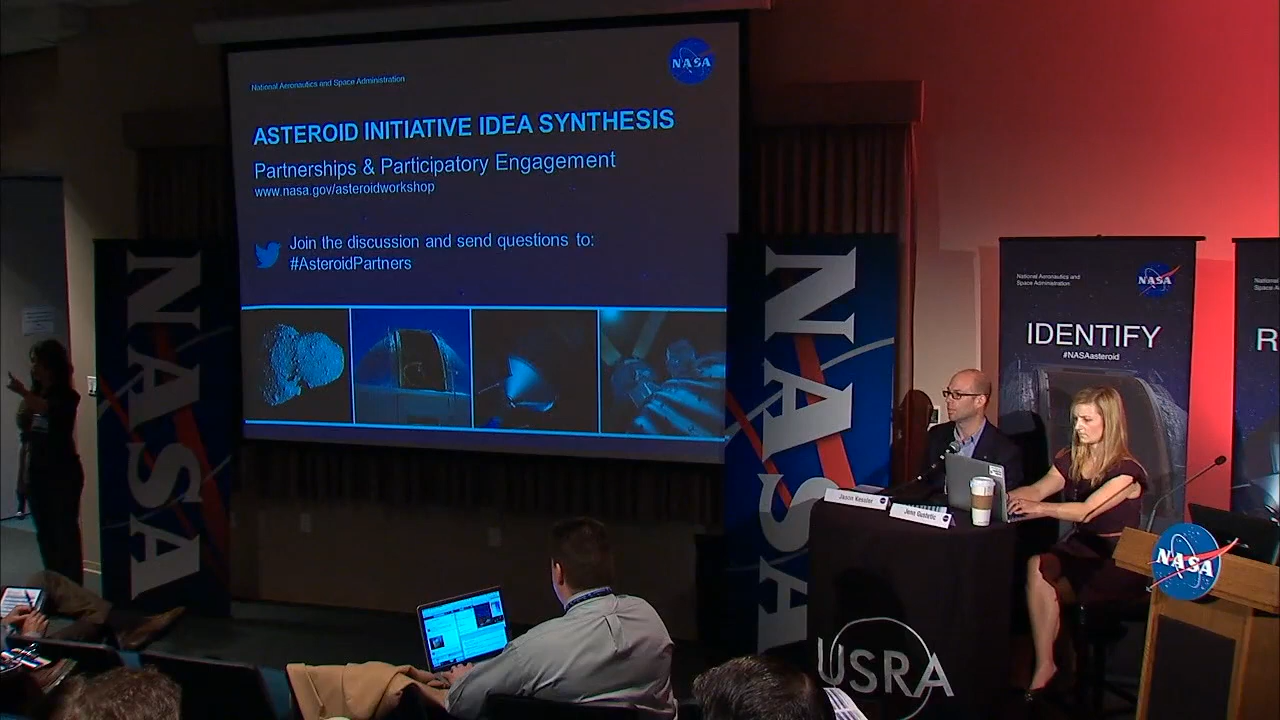 National Aeronautics and Space Administration
NASA
ASTEROID INITIATIVE IDEA SYNTHESIS
Partnerships & Participatory Engagement
www.nasa.gov/asteroidworkshop
Join the discussion and send questions to:
#AsteroidPartners
NASA
NASA
National Aeronautics and
Space Administration
NASA
IDENTIFY
#NASAasteroid
National
Space A
R
Jason Kessler
Jenn Gustetic
NASA
USRA